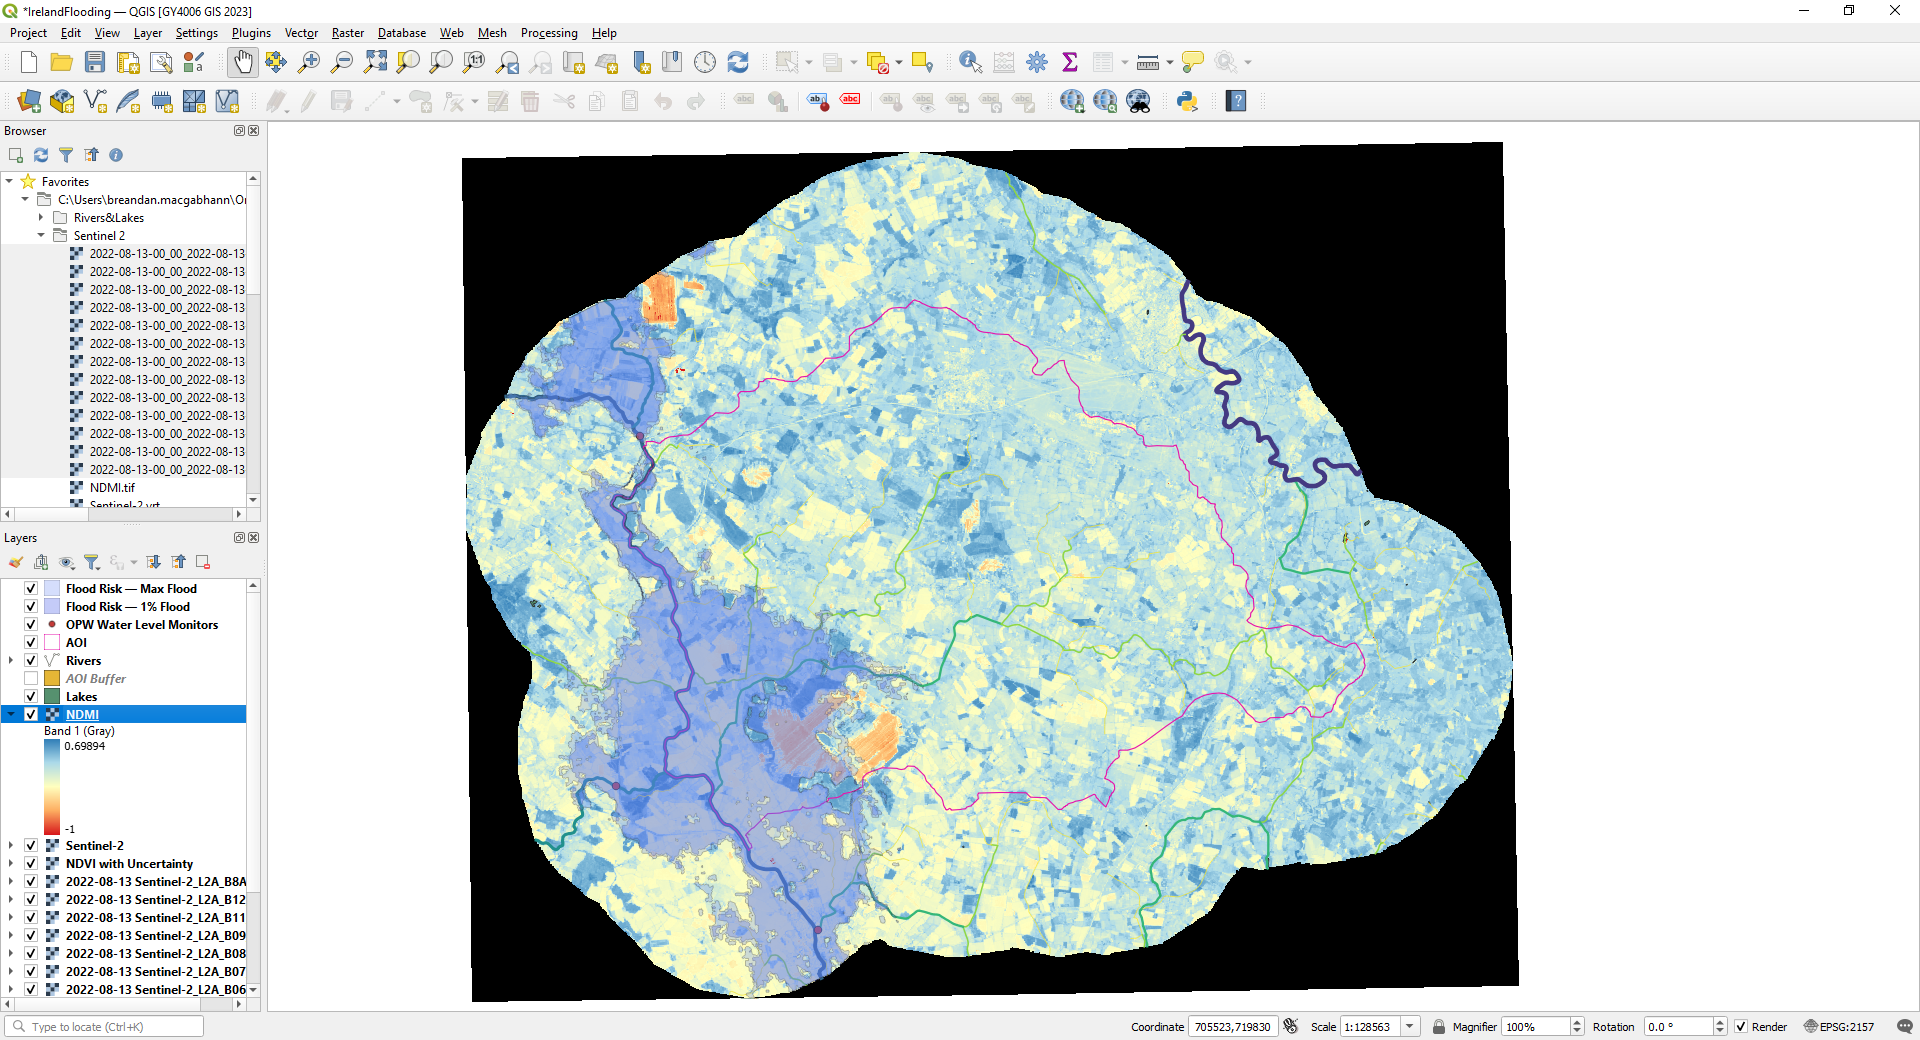 *IrelandFlooding — QGIS [GY4006 GIS 2023]
Project Edit View Layer Settings Plugins Vector Raster Database Web Mesh Processing Help
1:1
a
abc
ab abc
Browser
Favorites
C:\Users\breandan.macgabhann\Or
Rivers&Lakes
Sentinel 2
2022-08-13-00_00_2022-08-13
2022-08-13-00_00_2022-08-13
2022-08-13-00_00_2022-08-13
2022-08-13-00_00_2022-08-13
2022-08-13-00_00_2022-08-13
2022-08-13-00_00_2022-08-13
2022-08-13-00_00_2022-08-13
2022-08-13-00_00_2022-08-13
2022-08-13-00_00_2022-08-13
2022-08-13-00_00_2022-08-13
2022-08-13-00_00_2022-08-13
2022-08-13-00_00_2022-08-13
2022-08-13-00_00_2022-08-13
NDMI.tif
Sentinel-2.vrt
Layers
Flood Risk — Max Flood
Flood Risk — 1% Flood
OPW Water Level Monitors
AOI
Rivers
AOI Buffer
Lakes
NDMI
Band 1 (Gray)
0.69894
-1
Sentinel-2
NDVI with Uncertainty
2022-08-13 Sentinel-2_L2A_B8A
2022-08-13 Sentinel-2_L2A_B12
2022-08-13 Sentinel-2_L2A_B11
2022-08-13 Sentinel-2_L2A_B09
2022-08-13 Sentinel-2_L2A_B08
2022-08-13 Sentinel-2_L2A_B07
2022-08-13 Sentinel-2_L2A_B06
Type to locate (Ctrl+K) Coordinate 705523,719830 Scale 1:128563 Magnifier 100% Rotation 0.0 ° Render EPSG:2157